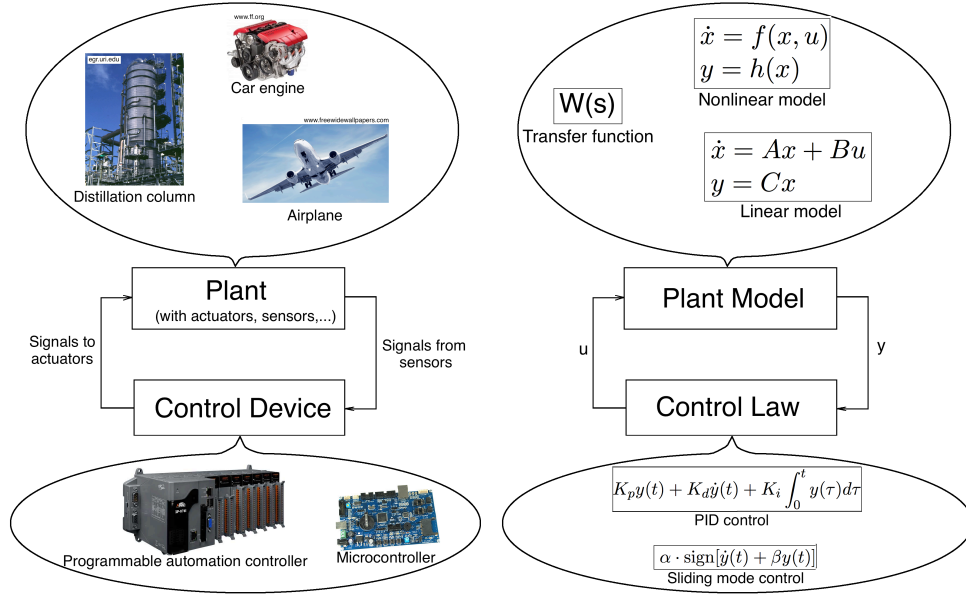 www.ff.org
egr.uri.edu
Car engine
www.freewidewallpapers.com
Distillation column
Airplane
Plant
(with actuators, sensors,...)
Signals to
actuators
Signals from
sensors
Control Device
Programmable automation controller
Microcontroller
ẋ = f(x, u)
y = h(x)
Nonlinear model
W(s)
Transfer function
ẋ = Ax + Bu
y = Cx
Linear model
Plant Model
u
y
Control Law
K_p y(t) + K_d ẏ(t) + K_i ∫_0^t y(τ)dτ
PID control
α · sign[ẏ(t) + βy(t)]
Sliding mode control